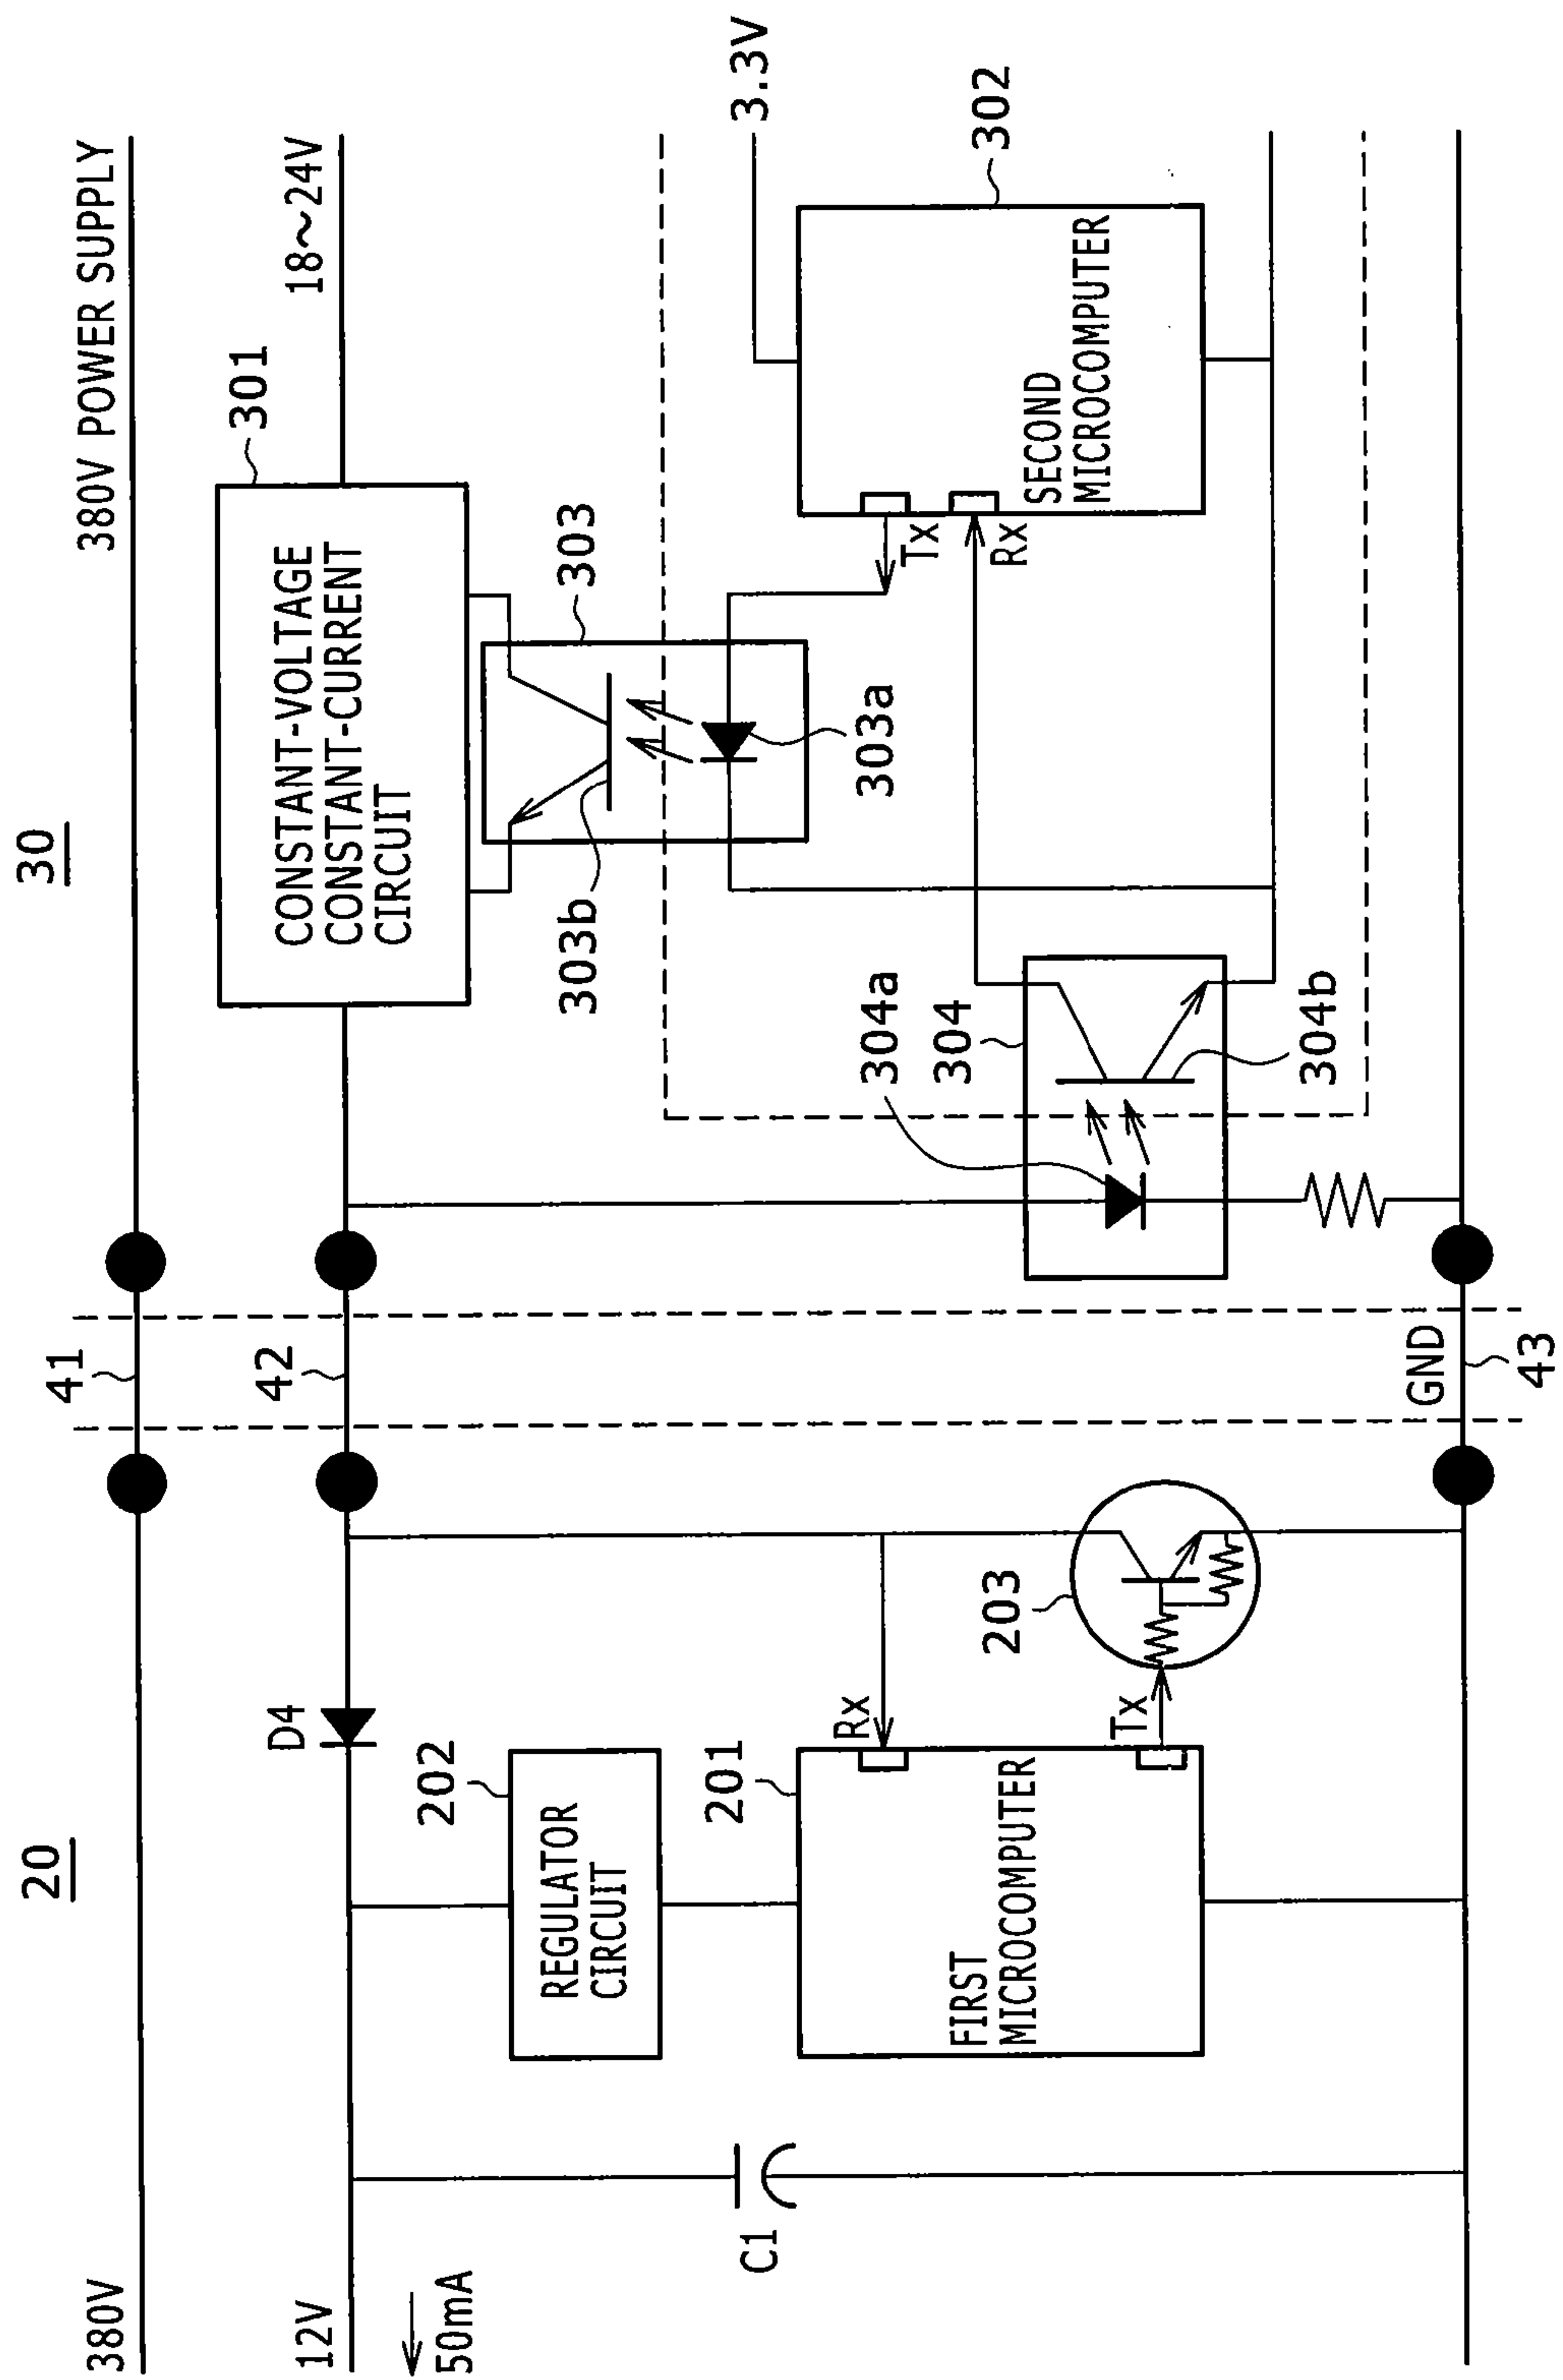 20
30
380V
41
380V POWER SUPPLY
12V
50mA
D4
42
301
18~24V
CONSTANT-VOLTAGE
CONSTANT-CURRENT
CIRCUIT
202
REGULATOR
CIRCUIT
303b
303
303a
3.3V
C1
201
Rx
Tx
203
FIRST
MICROCOMPUTER
304a
304
304b
Tx
Rx
302
SECOND
MICROCOMPUTER
GND
43